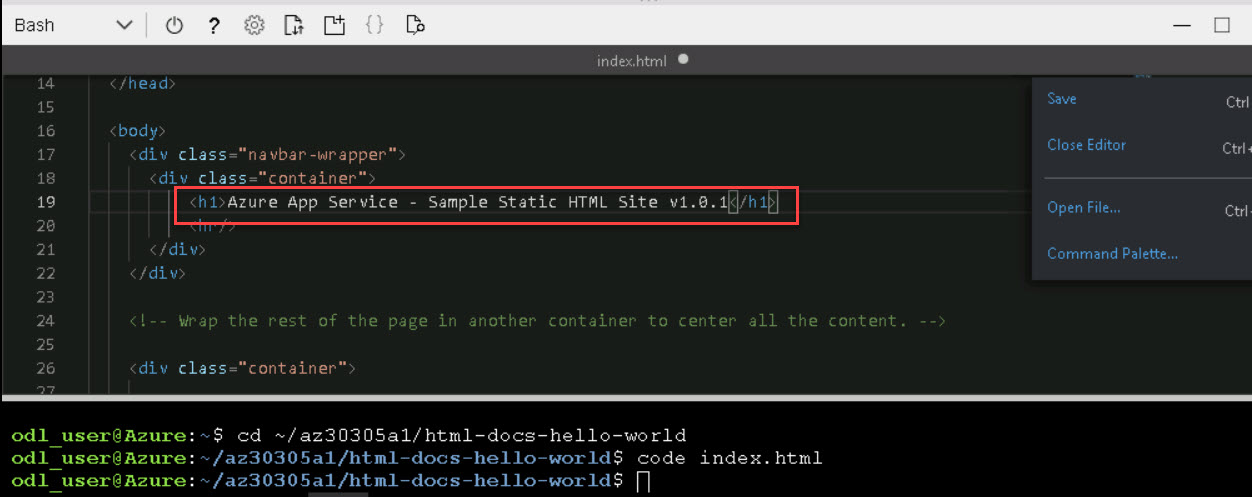 Bash
index.html
14 </head>
15
16 <body>
17 <div class="navbar-wrapper">
18 <div class="container">
19 <h1>Azure App Service - Sample Static HTML Site v1.0.1</h1>
20 <hr/>
21 </div>
22 </div>
23
24 <!-- Wrap the rest of the page in another container to center all the content. -->
25
26 <div class="container">
27
Save Ctrl
Close Editor Ctrl+
Open File... Ctrl
Command Palette...
odl_user@Azure:~$ cd ~/az30305a1/html-docs-hello-world
odl_user@Azure:~/az30305a1/html-docs-hello-world$ code index.html
odl_user@Azure:~/az30305a1/html-docs-hello-world$